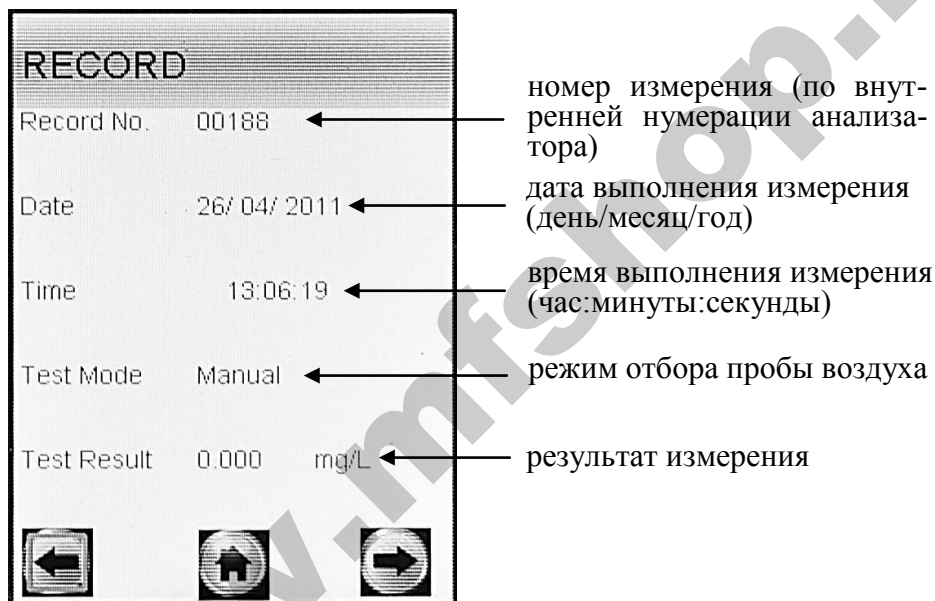 RECORD
Record No. 00188
номер измерения (по внут-
ренней нумерации анализа-
тора)
Date 26/ 04/ 2011
дата выполнения измерения
(день/месяц/год)
Time 13:06:19
время выполнения измерения
(час:минуты:секунды)
Test Mode Manual
режим отбора пробы воздуха
Test Result 0.000 mg/L
результат измерения